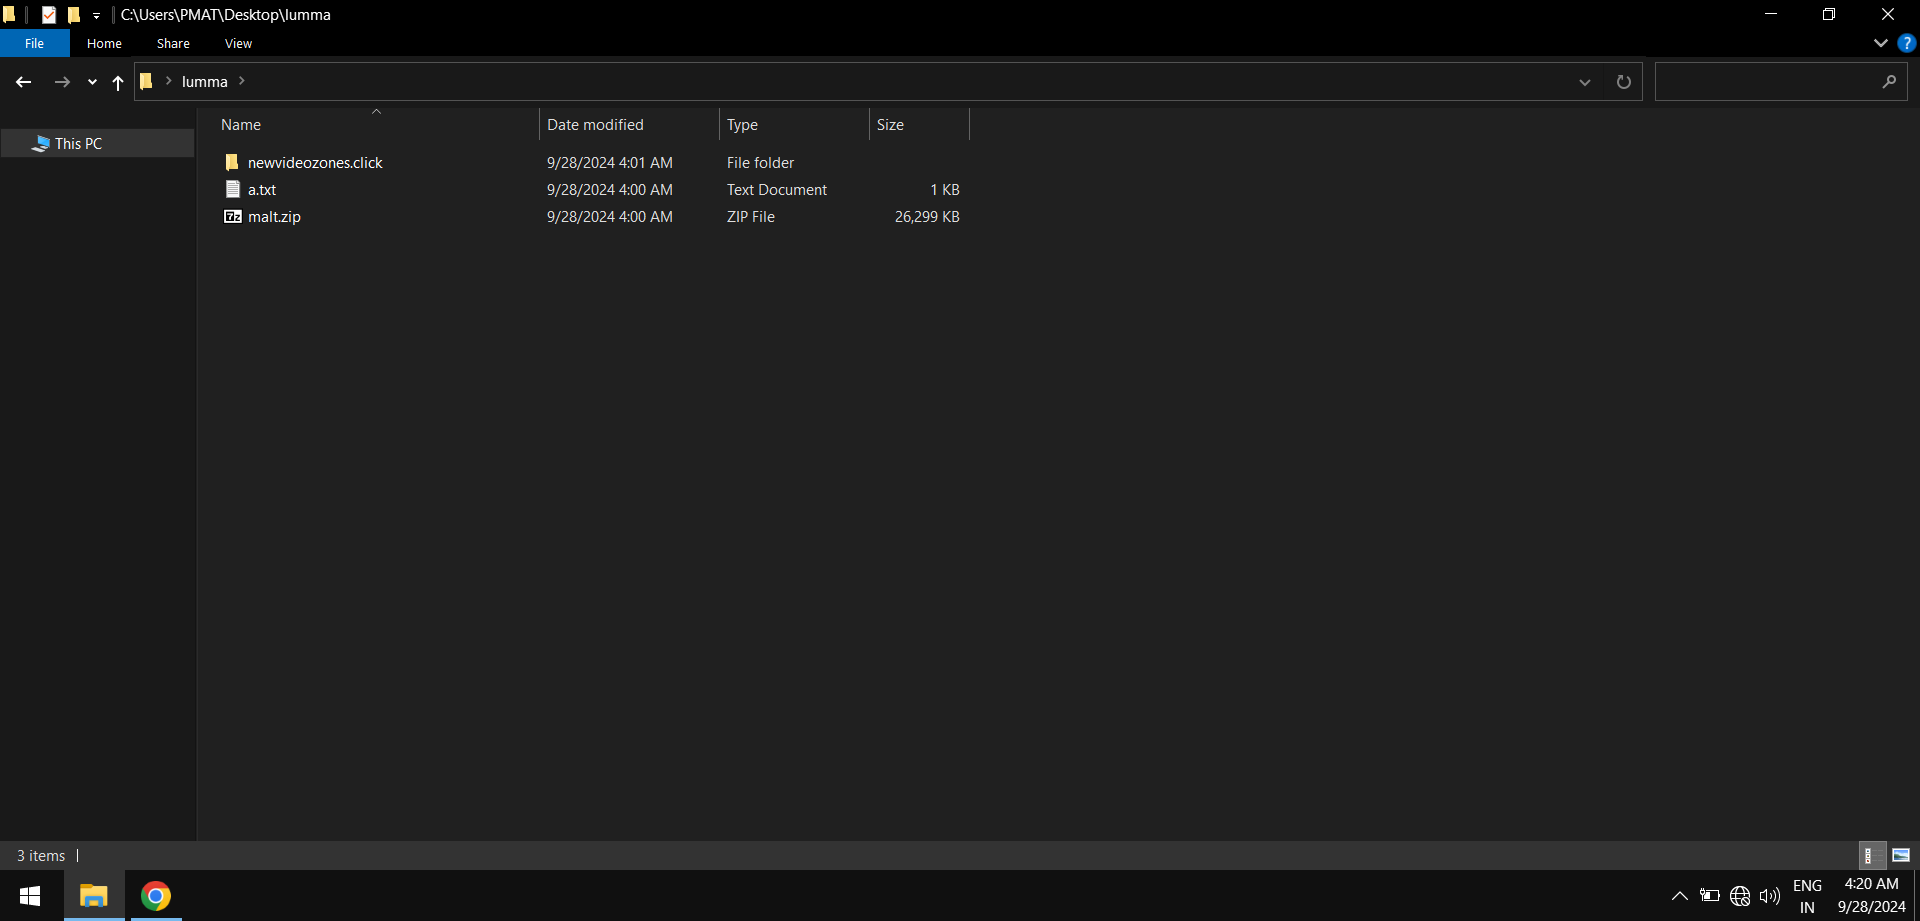 C:\Users\PMAT\Desktop\lumma
File Home Share View
lumma
This PC
Name Date modified Type Size
newvideozones.click 9/28/2024 4:01 AM File folder
a.txt 9/28/2024 4:00 AM Text Document 1 KB
malt.zip 9/28/2024 4:00 AM ZIP File 26,299 KB
3 items
ENG 4:20 AM
IN 9/28/2024